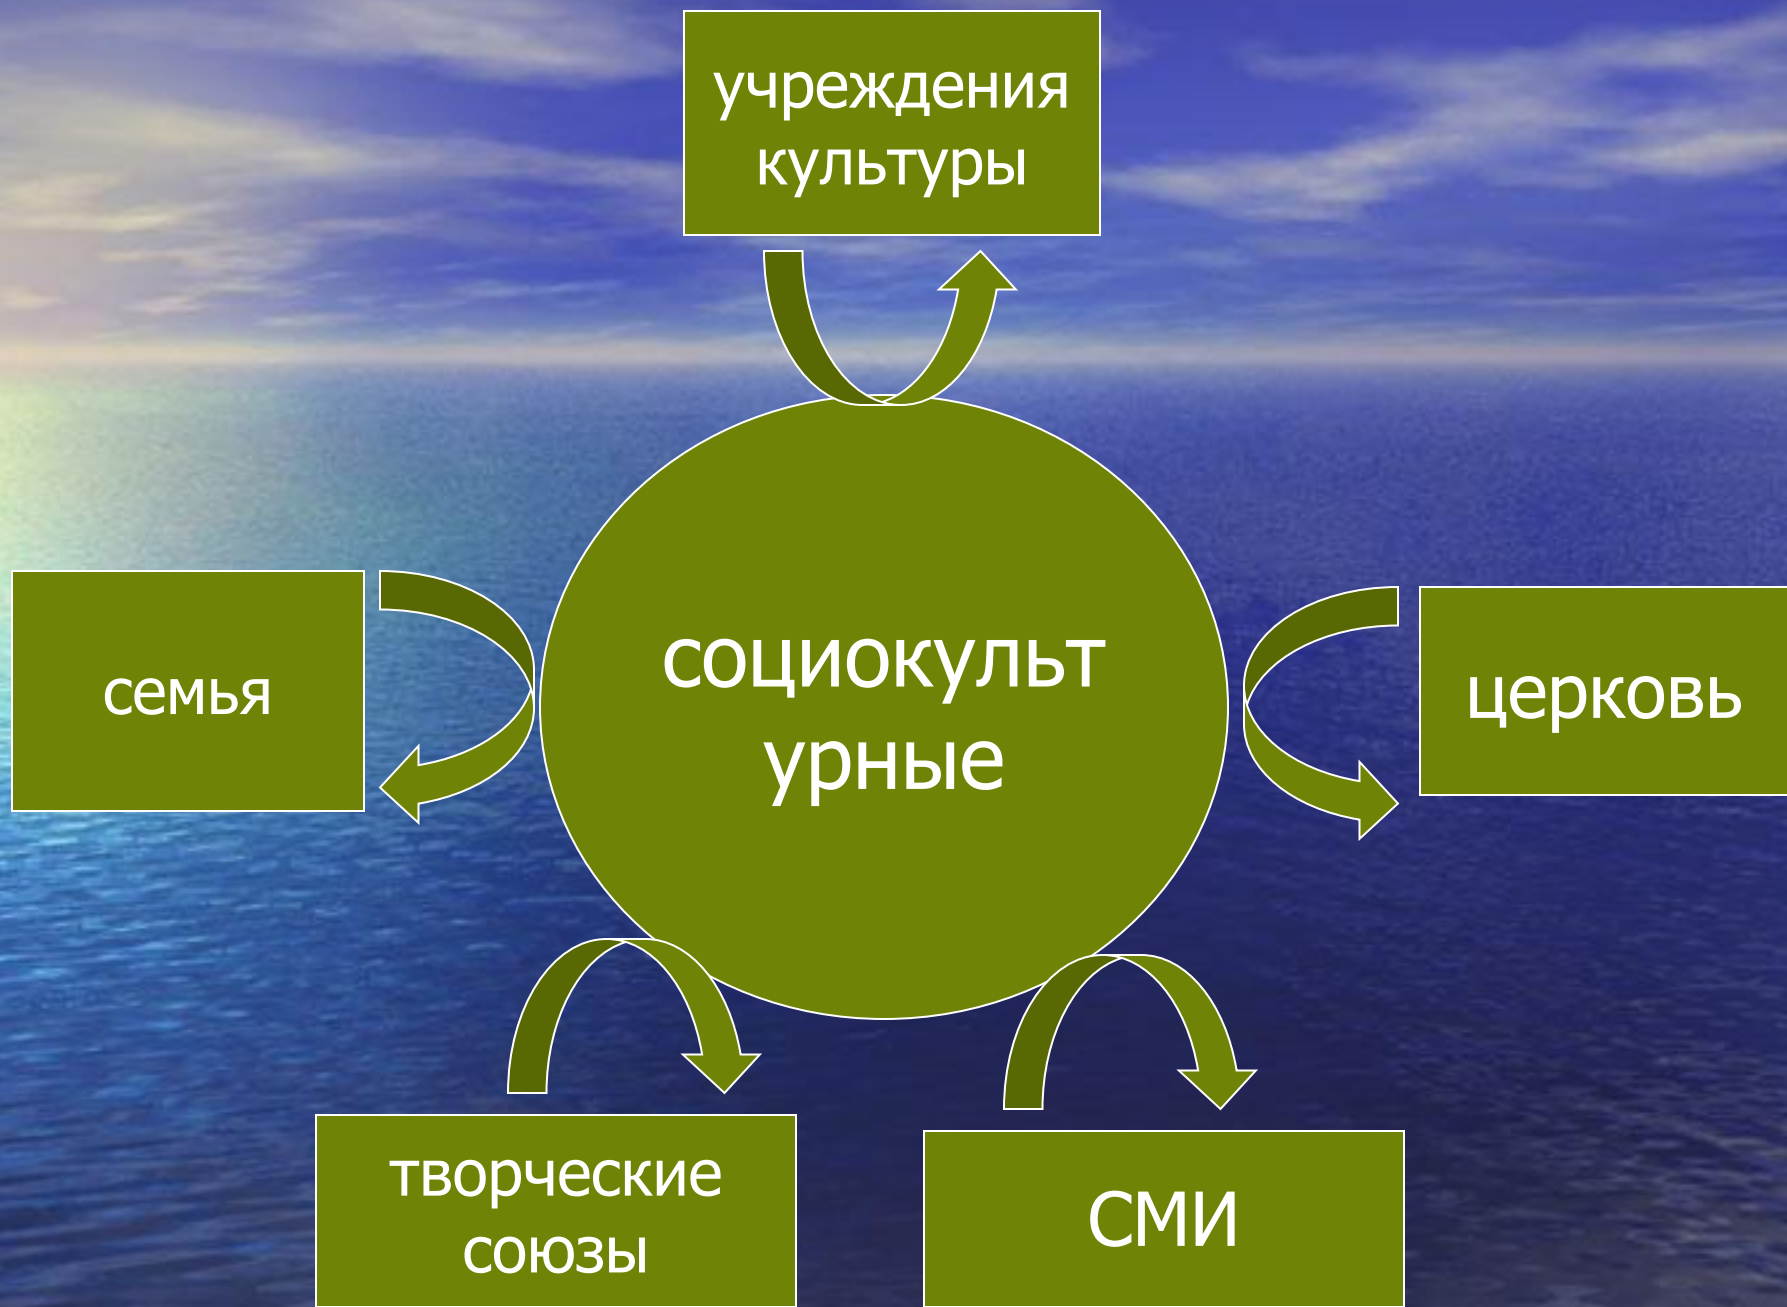 учреждения
культуры
семья
социокульт
урные
церковь
творческие
союзы
СМИ